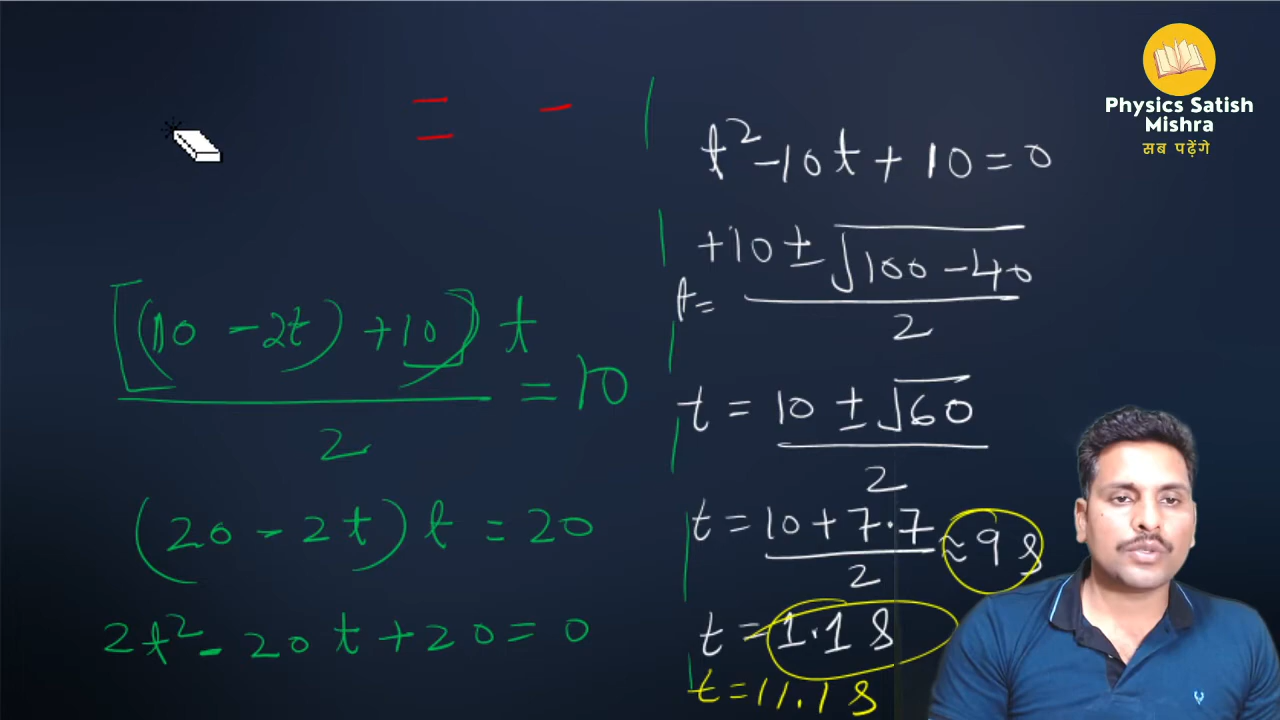 = -
[(10 - 2t) + 10] t / 2 = 10
(20 - 2t) t = 20
2t² - 20t + 20 = 0
t² - 10t + 10 = 0
t = +10 ± √100 - 40 / 2
t = 10 ± √60 / 2
t = 10 + 7.7 / 2 ≈ 9 s
t = 1.1 s
t = 11.1 s
Physics Satish
Mishra
सब पढ़ेंगे